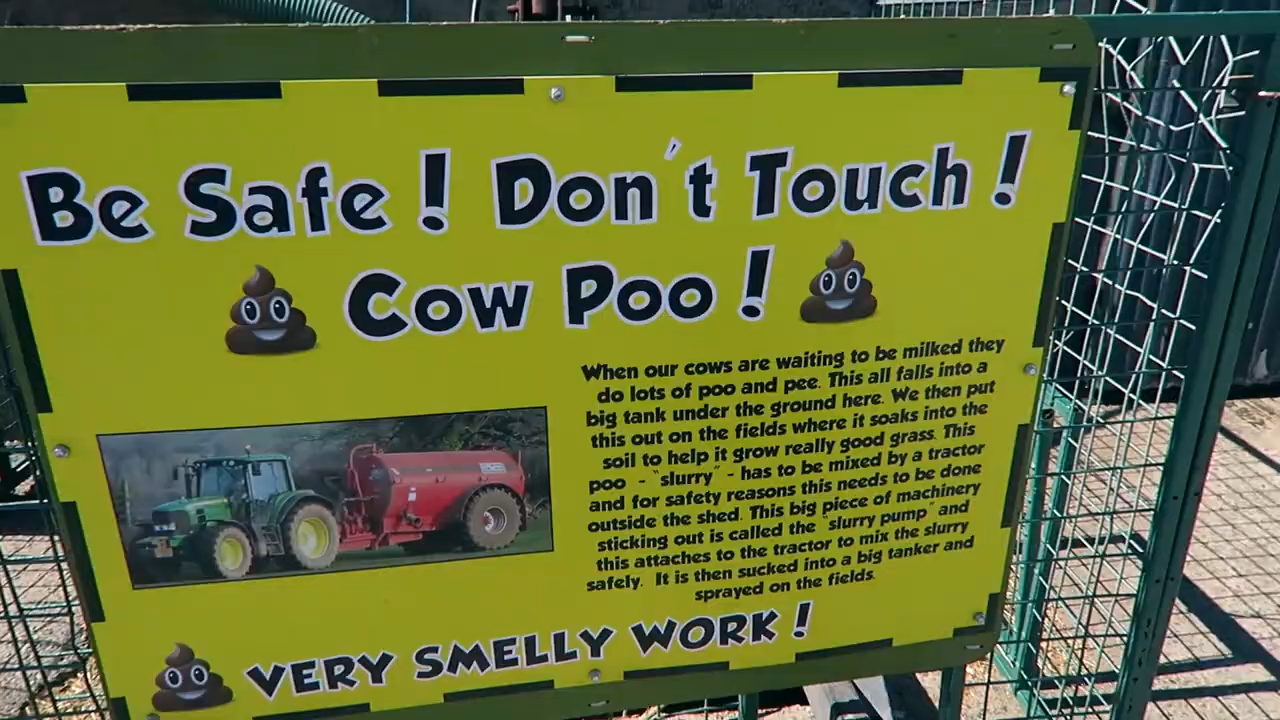 Be Safe! Don't Touch!
Cow Poo!
When our cows are waiting to be milked they
do lots of poo and pee. This all falls into a
big tank under the ground here. We then put
this out on the fields where it soaks into the
soil to help it grow really good grass. This
poo - "slurry" - has to be mixed by a tractor
and for safety reasons this needs to be done
outside the shed. This big piece of machinery
sticking out is called the "slurry pump" and
this attaches to the tractor to mix the slurry
safely. It is then sucked into a big tanker and
sprayed on the fields.
VERY SMELLY WORK!